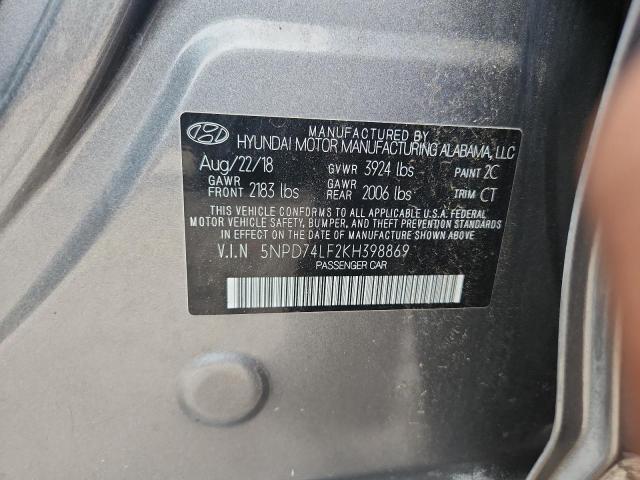 MANUFACTURED BY
HYUNDAI MOTOR MANUFACTURING ALABAMA, LLC
Aug/22/18 GVWR 3924 lbs PAINT 2C
GAWR FRONT 2183 lbs GAWR REAR 2006 lbs TRIM CT
THIS VEHICLE CONFORMS TO ALL APPLICABLE U.S.A. FEDERAL
MOTOR VEHICLE SAFETY, BUMPER, AND THEFT PREVENTION STANDARDS
IN EFFECT ON THE DATE OF MANUFACTURE SHOWN ABOVE.
V.I.N 5NPD74LF2KH398869
PASSENGER CAR